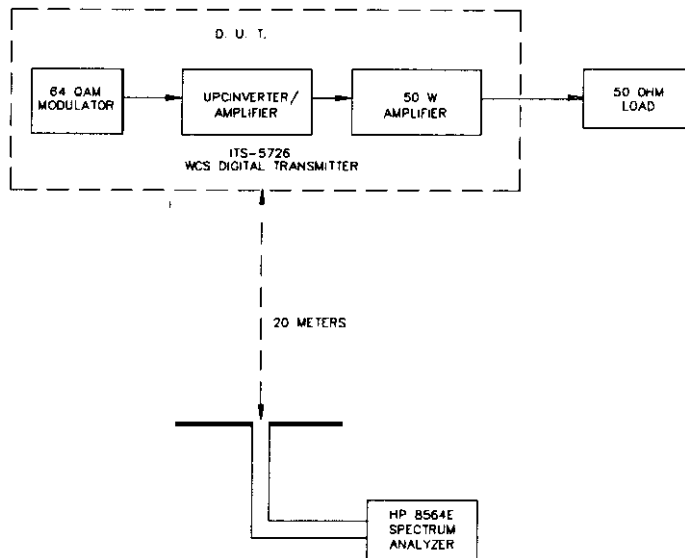 D. U. T.
64 QAM
MODULATOR
UPCINVERTER/
AMPLIFIER
50 W
AMPLIFIER
50 OHM
LOAD
ITS-5726
WCS DIGITAL TRANSMITTER
20 METERS
HP 8564E
SPECTRUM
ANALYZER